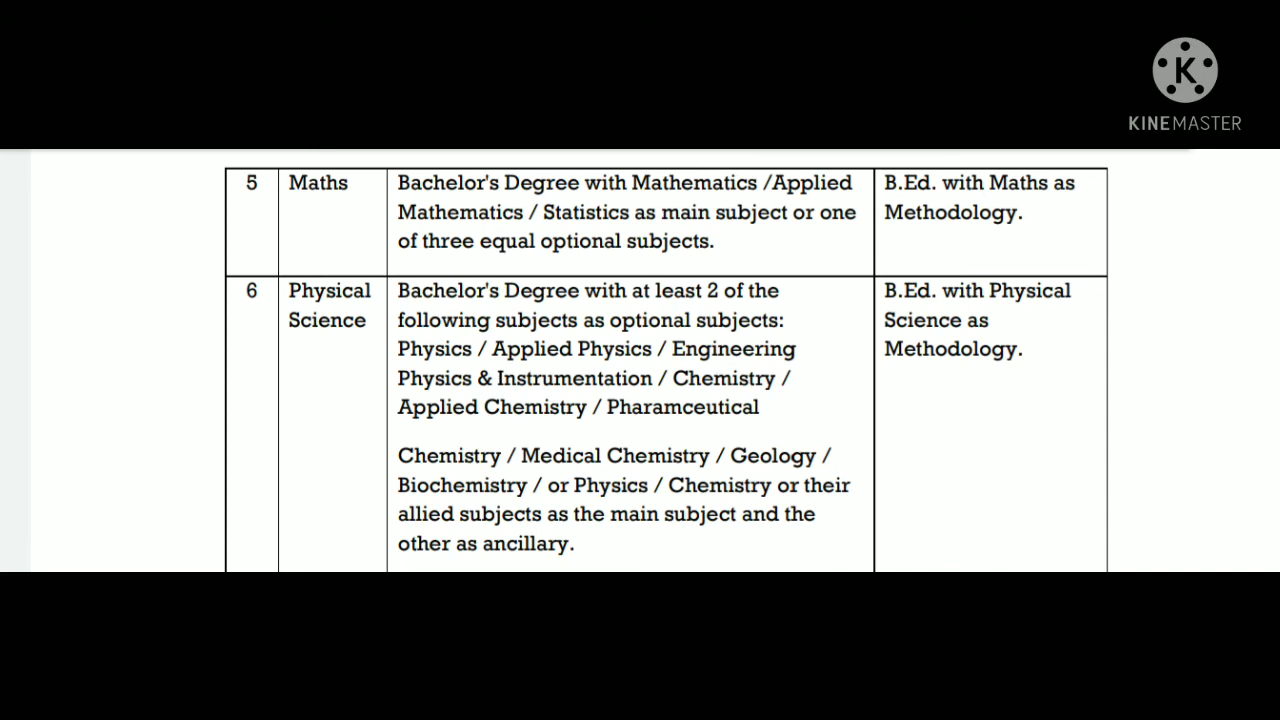 K
KINEMASTER
5 Maths Bachelor's Degree with Mathematics /Applied B.Ed. with Maths as
Mathematics / Statistics as main subject or one Methodology.
of three equal optional subjects.
6 Physical Bachelor's Degree with at least 2 of the B.Ed. with Physical
Science following subjects as optional subjects: Science as
Physics / Applied Physics / Engineering Methodology.
Physics & Instrumentation / Chemistry /
Applied Chemistry / Pharamceutical
Chemistry / Medical Chemistry / Geology /
Biochemistry / or Physics / Chemistry or their
allied subjects as the main subject and the
other as ancillary.